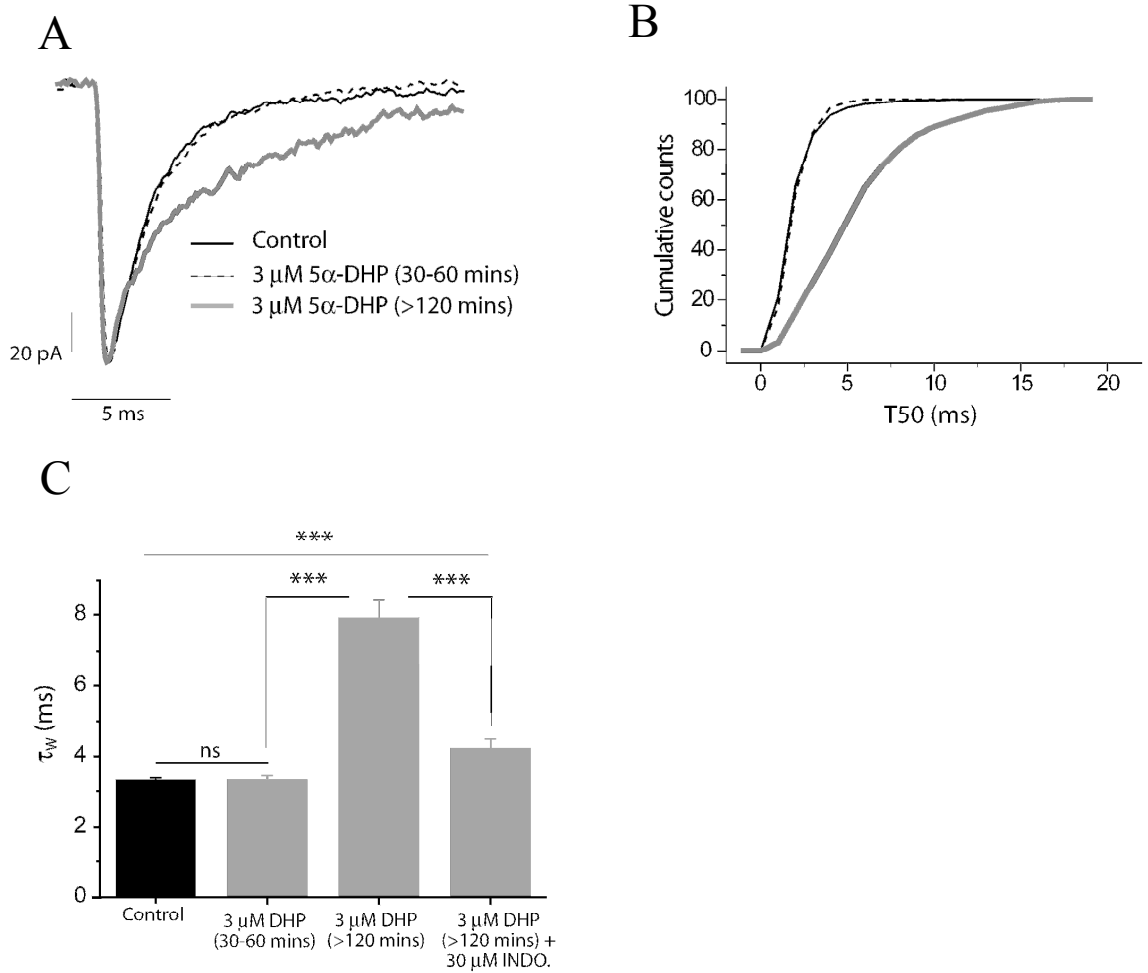 A
Control
3 μM 5α-DHP (30-60 mins)
3 μM 5α-DHP (>120 mins)
20 pA
5 ms
B
100
80
60
40
20
0
Cumulative counts
0 5 10 15 20
T50 (ms)
C
***
*** ***
ns
8
6
4
2
0
τW (ms)
Control
3 μM DHP
(30-60 mins)
3 μM DHP
(>120 mins)
3 μM DHP
(>120 mins) +
30 μM INDO.